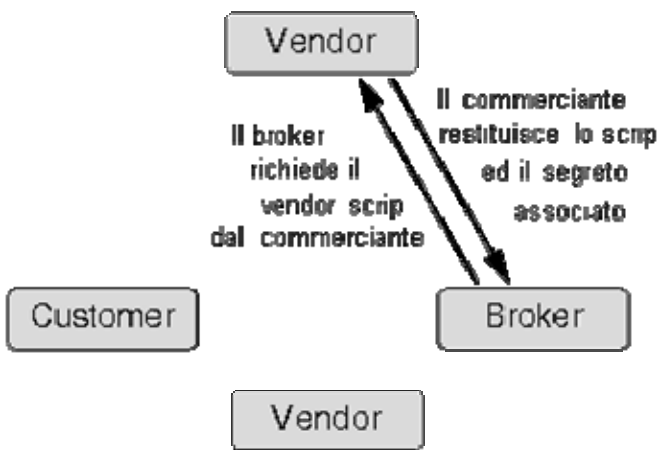 Vendor
Il broker
richiede il
vendor scrip
dal commerciante
Il commerciante
restituisce lo scrip
ed il segreto
associato
Customer
Broker
Vendor